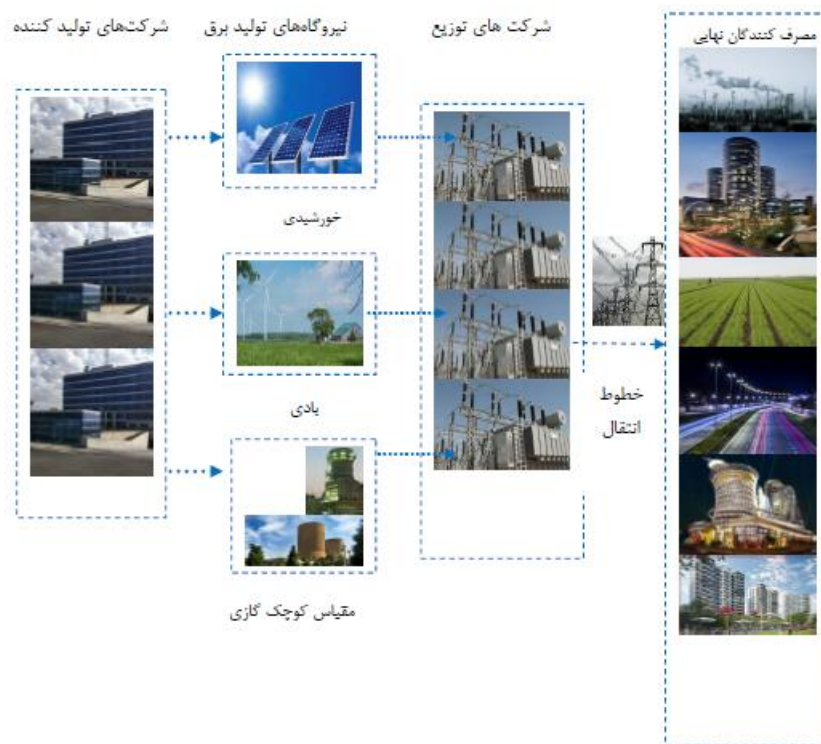 شرکت‌های تولید کننده
نیروگاه‌های تولید برق
شرکت های توزیع
مصرف کنندگان نهایی
خورشیدی
بادی
مقیاس کوچک گازی
خطوط
انتقال